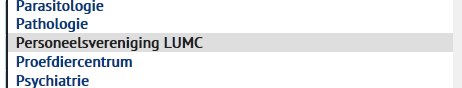 Parasitologie
Pathologie
Personeelsvereniging LUMC
Proefdiercentrum
Psychiatrie